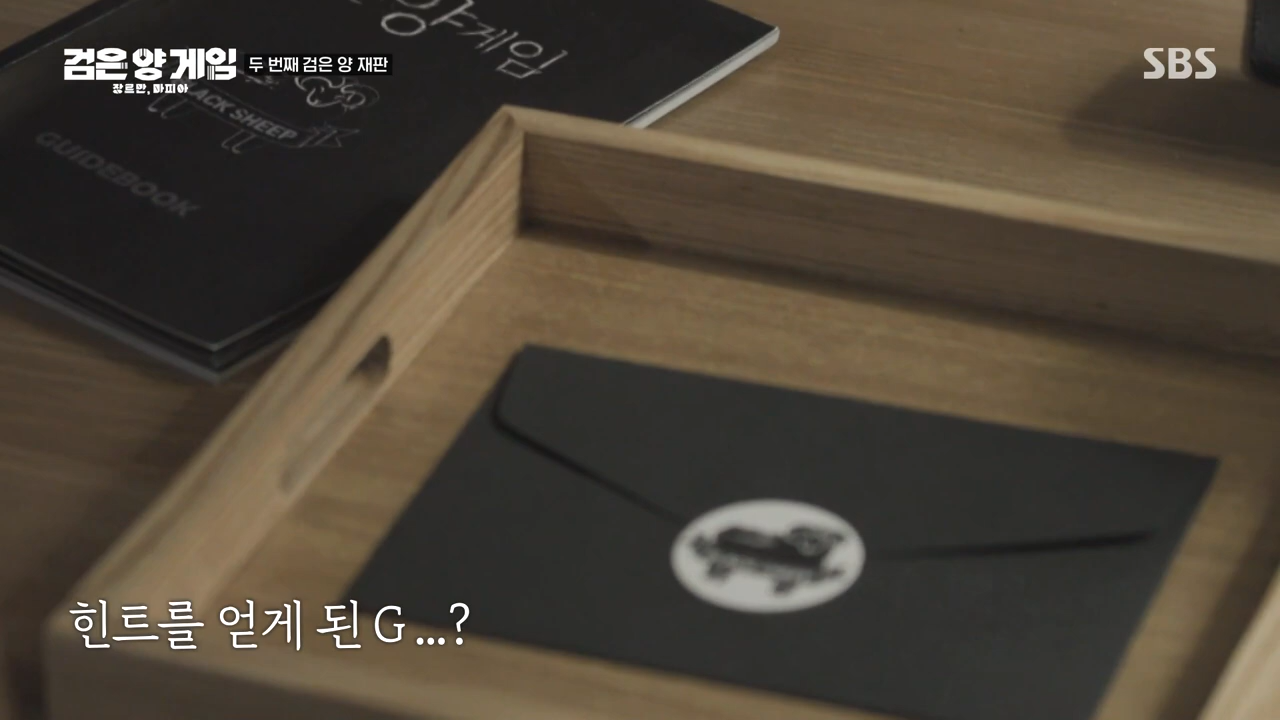 검은 양 게임
장르만, 마피아
두 번째 검은 양 재판
SBS
양게임
BLACK SHEEP
GUIDEBOOK
힌트를 얻게 된 G ...?